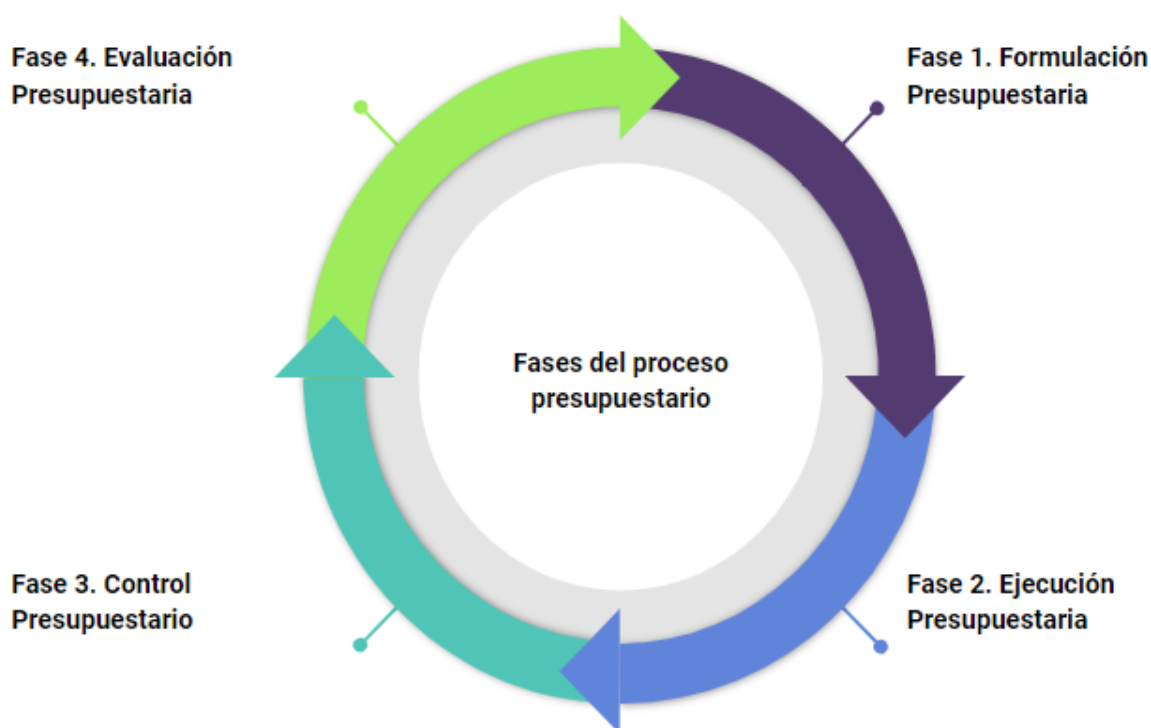 Fase 4. Evaluación
Presupuestaria
Fase 1. Formulación
Presupuestaria
Fases del proceso
presupuestario
Fase 3. Control
Presupuestario
Fase 2. Ejecución
Presupuestaria